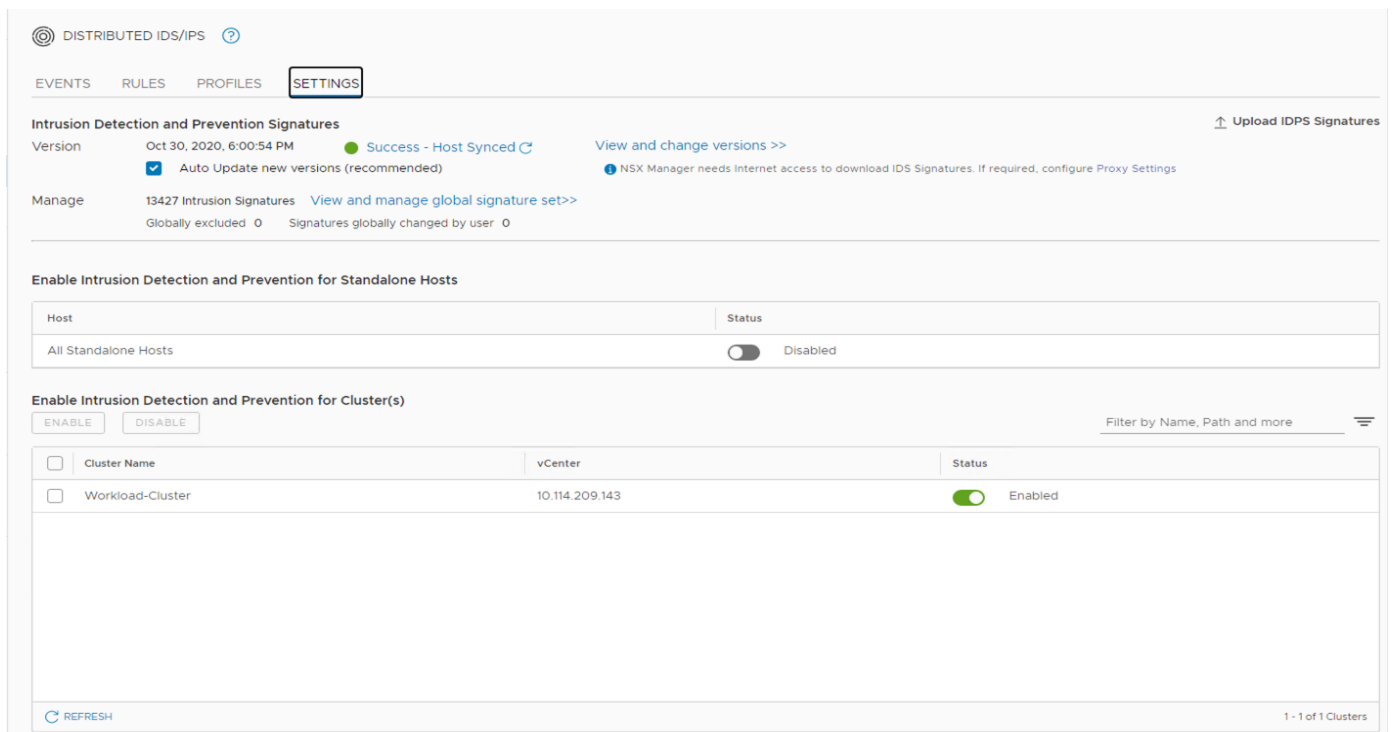 DISTRIBUTED IDS/IPS ?
EVENTS RULES PROFILES SETTINGS
Intrusion Detection and Prevention Signatures Upload IDPS Signatures
Version Oct 30, 2020, 6:00:54 PM Success - Host Synced View and change versions >>
Auto Update new versions (recommended) NSX Manager needs Internet access to download IDS Signatures. If required, configure Proxy Settings
Manage 13427 Intrusion Signatures View and manage global signature set>>
Globally excluded 0 Signatures globally changed by user 0
Enable Intrusion Detection and Prevention for Standalone Hosts
Host Status
All Standalone Hosts Disabled
Enable Intrusion Detection and Prevention for Cluster(s)
ENABLE DISABLE Filter by Name, Path and more
Cluster Name vCenter Status
Workload-Cluster 10.114.209.143 Enabled
REFRESH 1 - 1 of 1 Clusters